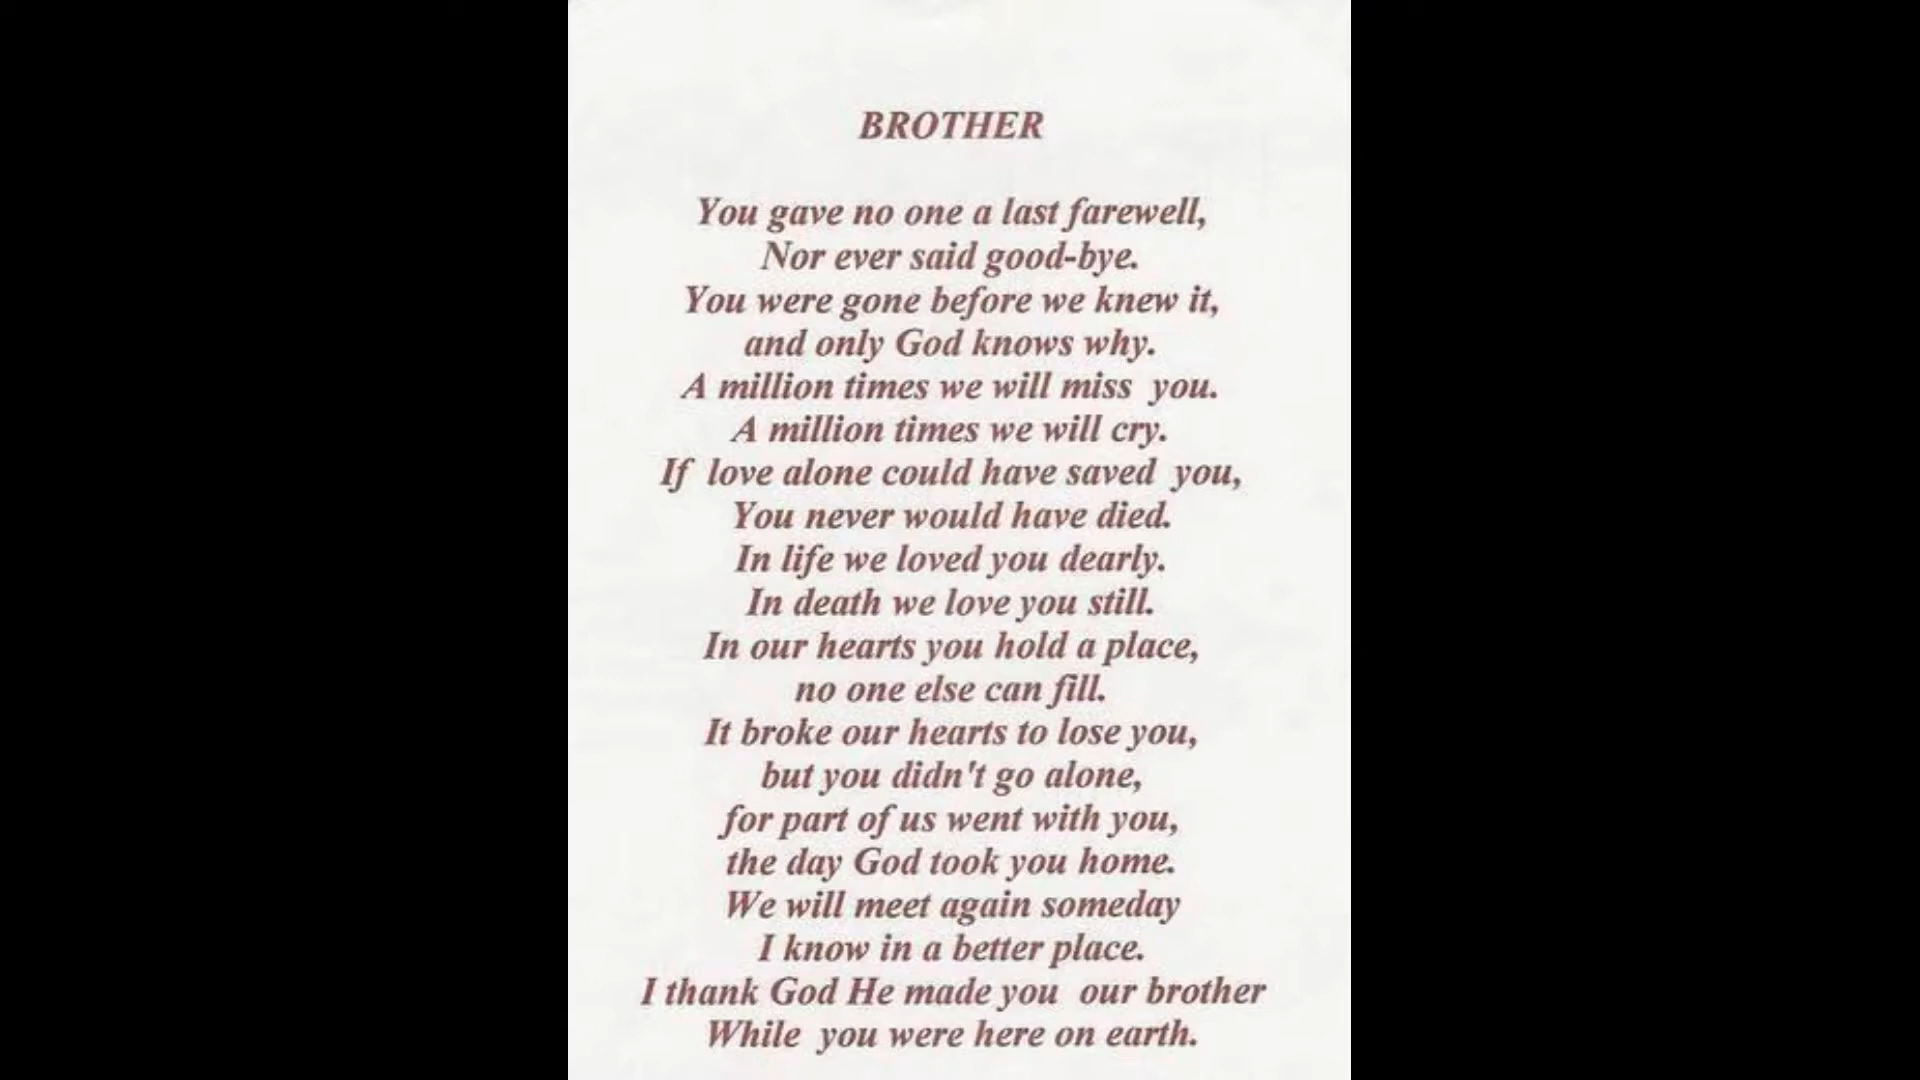 BROTHER
You gave no one a last farewell,
Nor ever said good-bye.
You were gone before we knew it,
and only God knows why.
A million times we will miss you.
A million times we will cry.
If love alone could have saved you,
You never would have died.
In life we loved you dearly.
In death we love you still.
In our hearts you hold a place,
no one else can fill.
It broke our hearts to lose you,
but you didn't go alone,
for part of us went with you,
the day God took you home.
We will meet again someday
I know in a better place.
I thank God He made you our brother
While you were here on earth.